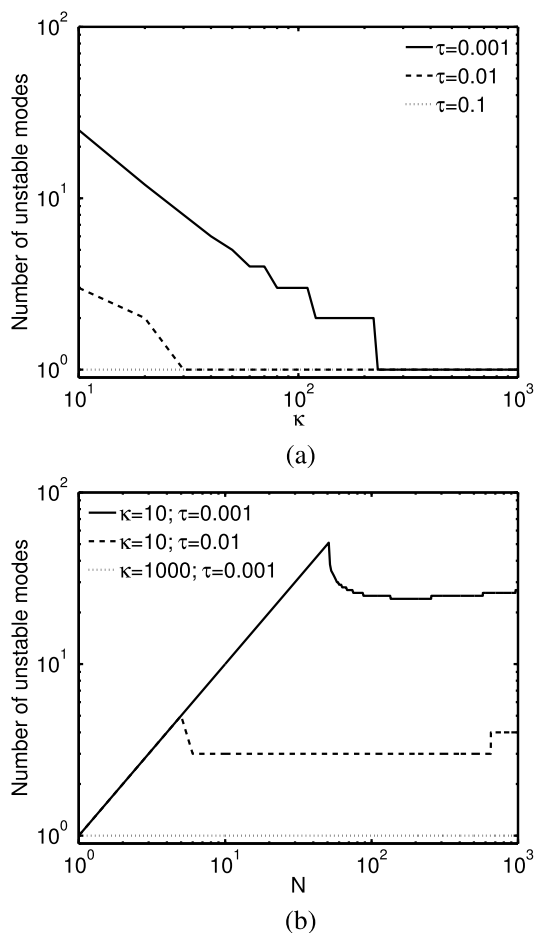 10^2
10^1
10^0
Number of unstable modes
τ=0.001
τ=0.01
τ=0.1
10^1
10^2
10^3
κ
(a)
10^2
10^1
10^0
Number of unstable modes
κ=10; τ=0.001
κ=10; τ=0.01
κ=1000; τ=0.001
10^0
10^1
10^2
10^3
N
(b)